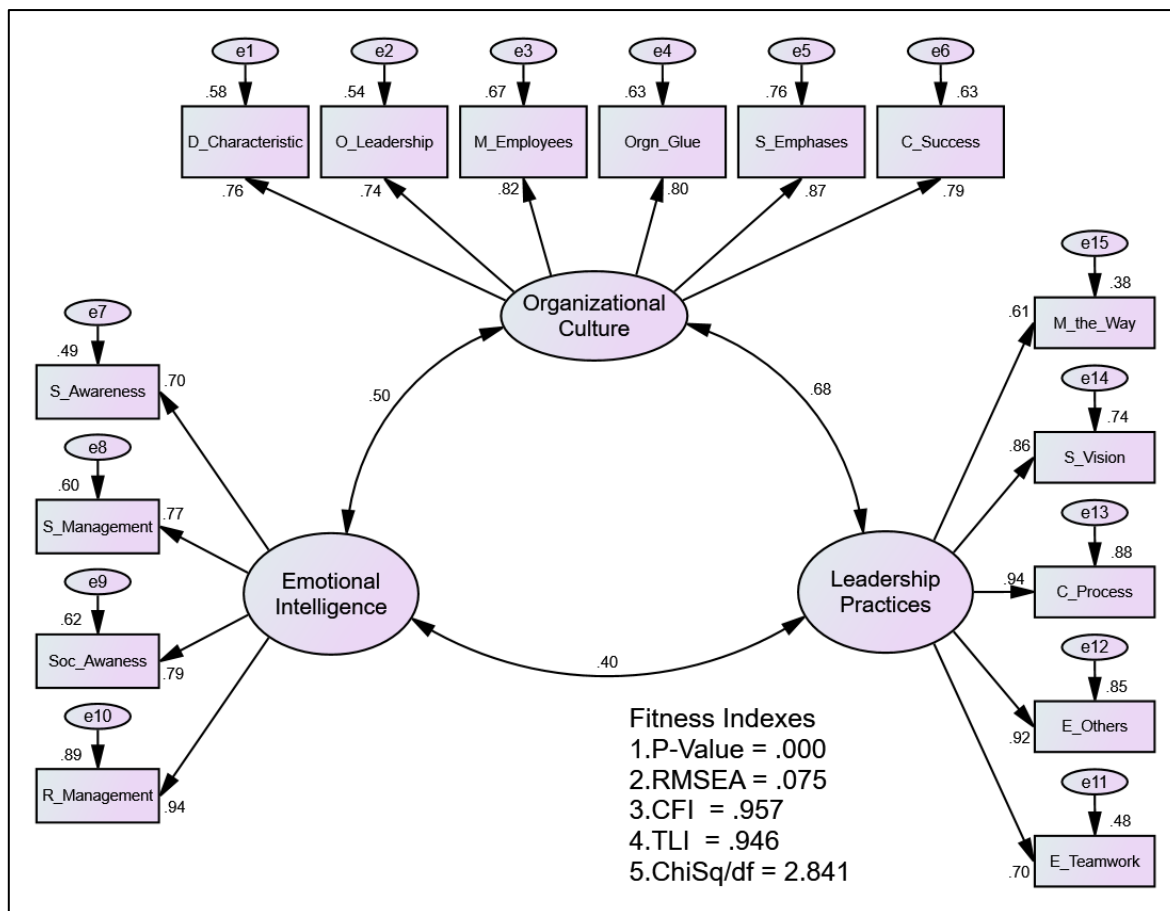 e1
e2
e3
e4
e5
e6
.58
.54
.67
.63
.76
.63
D_Characteristic
O_Leadership
M_Employees
Orgn_Glue
S_Emphases
C_Success
.76
.74
.82
.80
.87
.79
Organizational
Culture
e7
.49
S_Awareness
.70
e8
.60
S_Management
.77
e9
.62
Soc_Awaness
.79
e10
.89
R_Management
.94
Emotional
Intelligence
.50
.68
.40
Leadership
Practices
e15
.38
.61
M_the_Way
e14
.74
.86
S_Vision
e13
.88
.94
C_Process
e12
.85
E_Others
.92
e11
.48
E_Teamwork
.70
Fitness Indexes
1.P-Value = .000
2.RMSEA = .075
3.CFI = .957
4.TLI = .946
5.ChiSq/df = 2.841